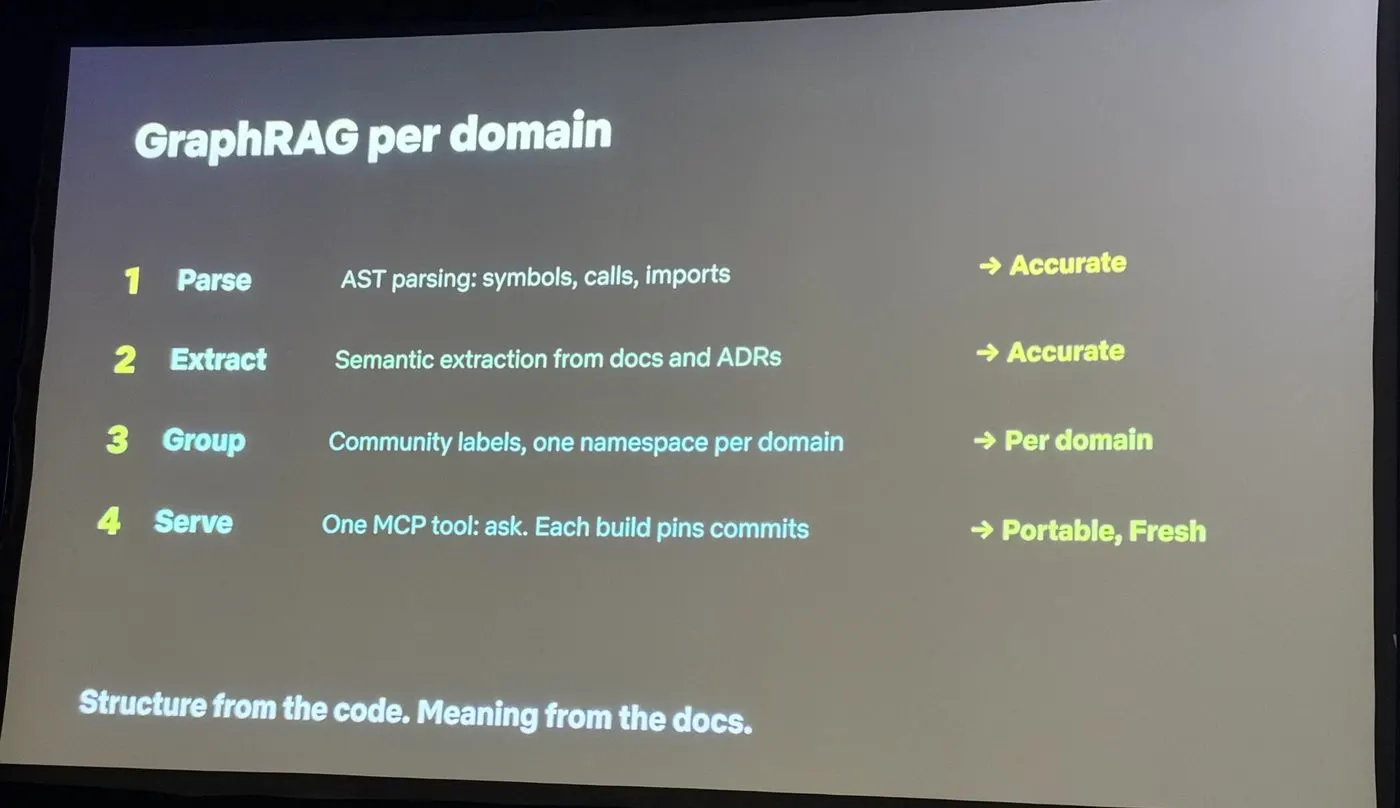 GraphRAG per domain
1 Parse AST parsing: symbols, calls, imports → Accurate
2 Extract Semantic extraction from docs and ADRs → Accurate
3 Group Community labels, one namespace per domain → Per domain
4 Serve One MCP tool: ask. Each build pins commits → Portable, Fresh
Structure from the code. Meaning from the docs.